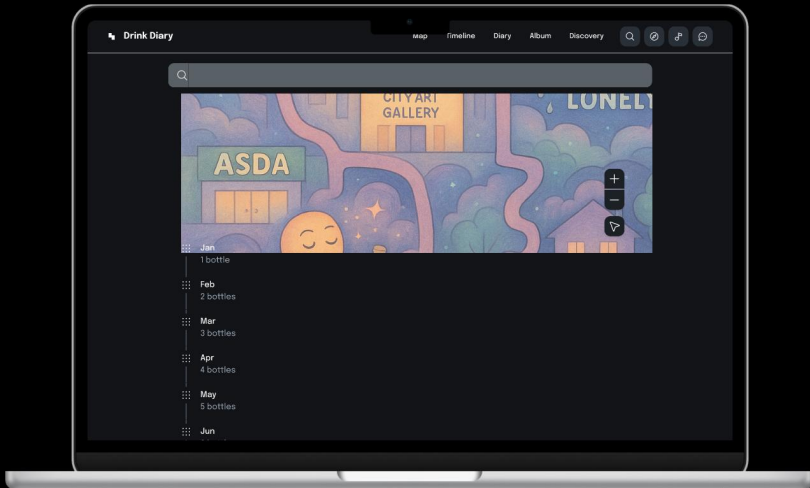 Drink Diary
Map Timeline Diary Album Discovery
CITY ART
GALLERY
LONELY
ASDA
Jan
1 bottle
Feb
2 bottles
Mar
3 bottles
Apr
4 bottles
May
5 bottles
Jun